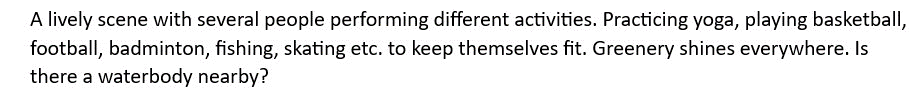 A lively scene with several people performing different activities. Practicing yoga, playing basketball,
football, badminton, fishing, skating etc. to keep themselves fit. Greenery shines everywhere. Is
there a waterbody nearby?